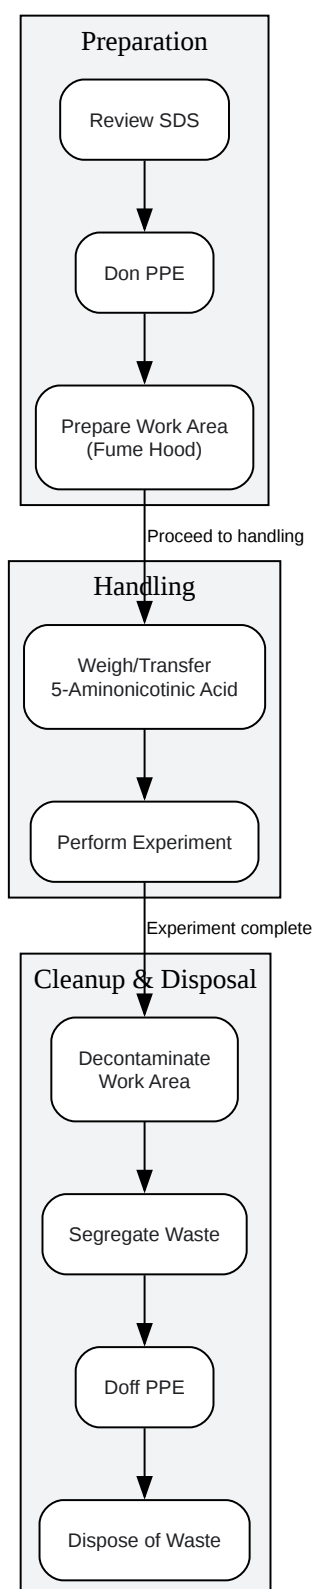 Preparation
Review SDS
Don PPE
Prepare Work Area
(Fume Hood)
Proceed to handling
Handling
Weigh/Transfer
5-Aminonicotinic Acid
Perform Experiment
Experiment complete
Cleanup & Disposal
Decontaminate
Work Area
Segregate Waste
Doff PPE
Dispose of Waste